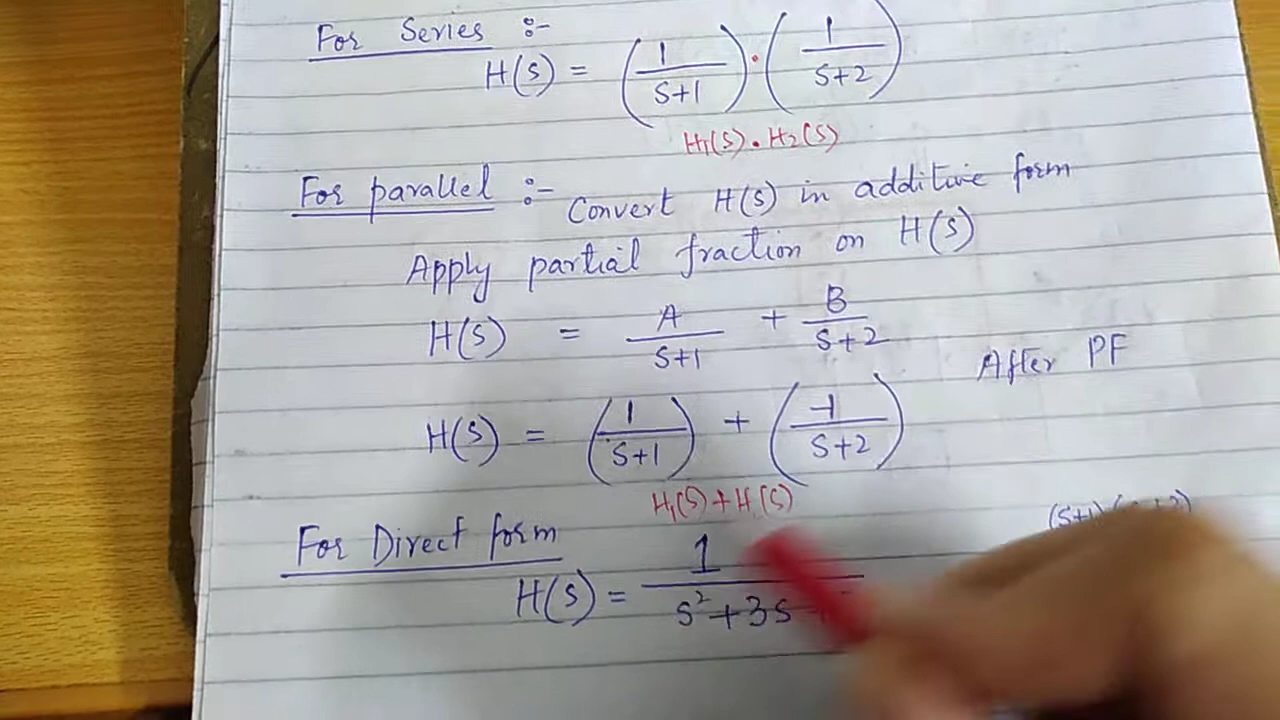 For Series :-
H(s) = (1/(s+1)) . (1/(s+2))
H1(s) . H2(s)
For parallel :- Convert H(s) in additive form
Apply partial fraction on H(s)
H(s) = A/(s+1) + B/(s+2)
After PF
H(s) = (1/(s+1)) + (-1/(s+2))
H1(s) + H (s)
For Direct form
(s+1)
H(s) = 1/(s²+3s